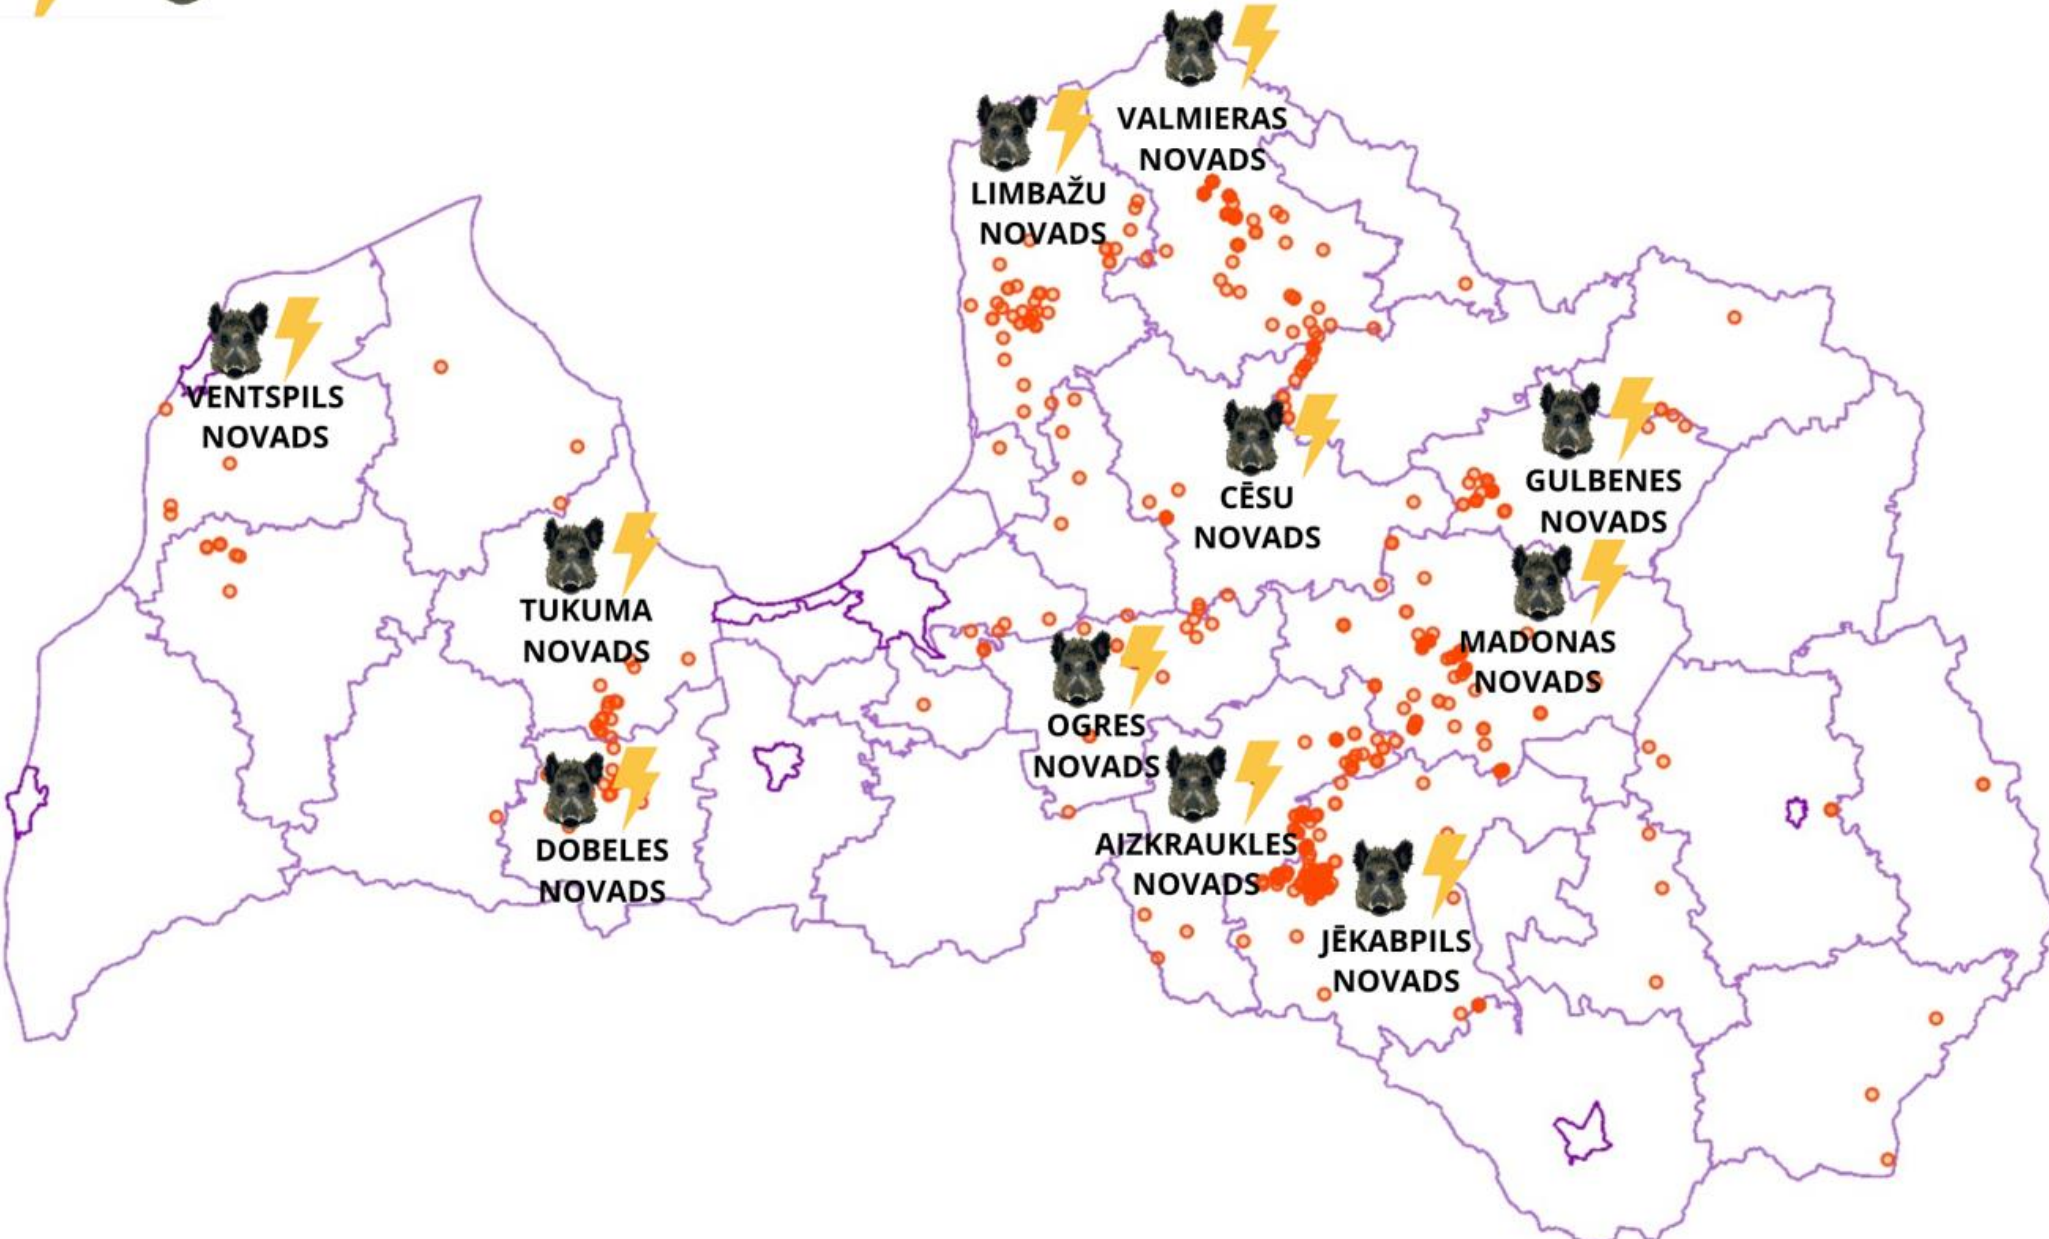 VALMIERAS
NOVADS
LIMBAŽU
NOVADS
VENTSPILS
NOVADS
CĒSU
NOVADS
GULBENES
NOVADS
TUKUMA
NOVADS
MADONAS
NOVADS
OGRES
NOVADS
DOBELES
NOVADS
AIZKRAUKLES
NOVADS
JĒKABPILS
NOVADS